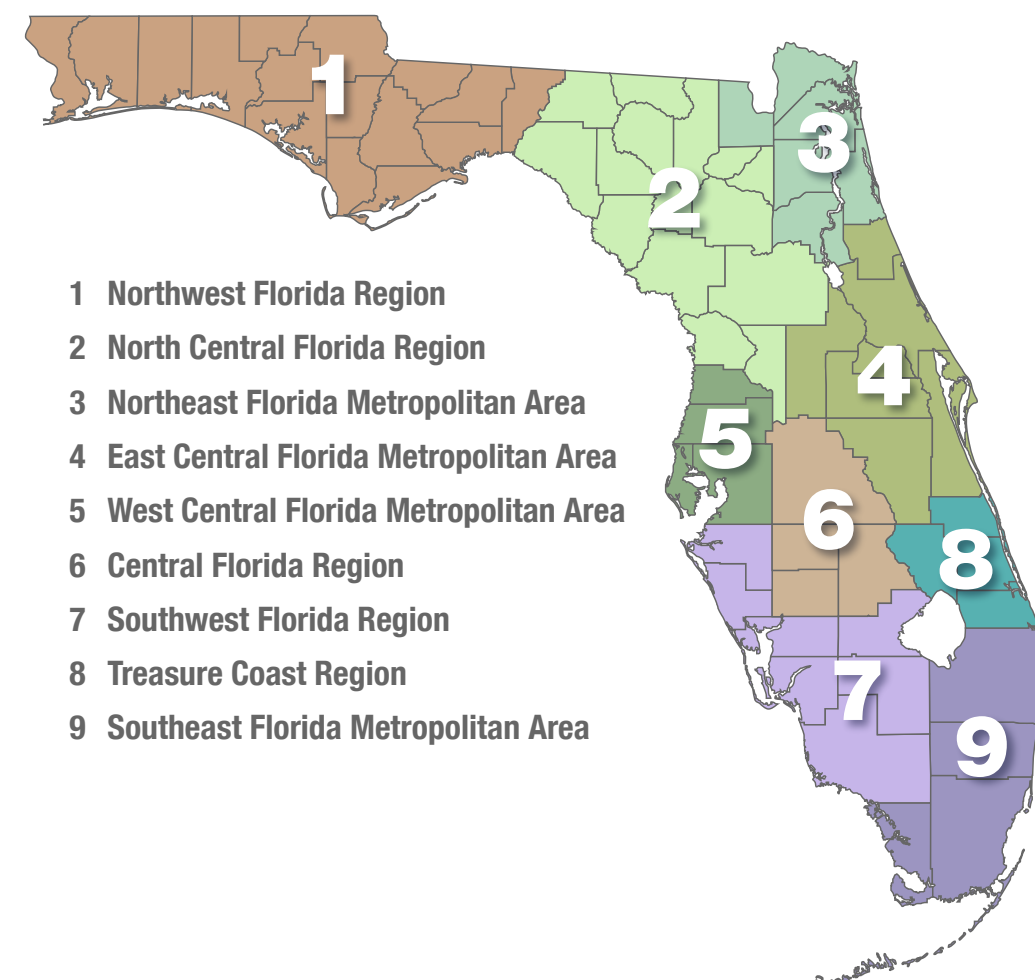 1
3
2
1 Northwest Florida Region
2 North Central Florida Region
3 Northeast Florida Metropolitan Area
4 East Central Florida Metropolitan Area
5 West Central Florida Metropolitan Area
6 Central Florida Region
7 Southwest Florida Region
8 Treasure Coast Region
9 Southeast Florida Metropolitan Area
4
5
6
8
7
9